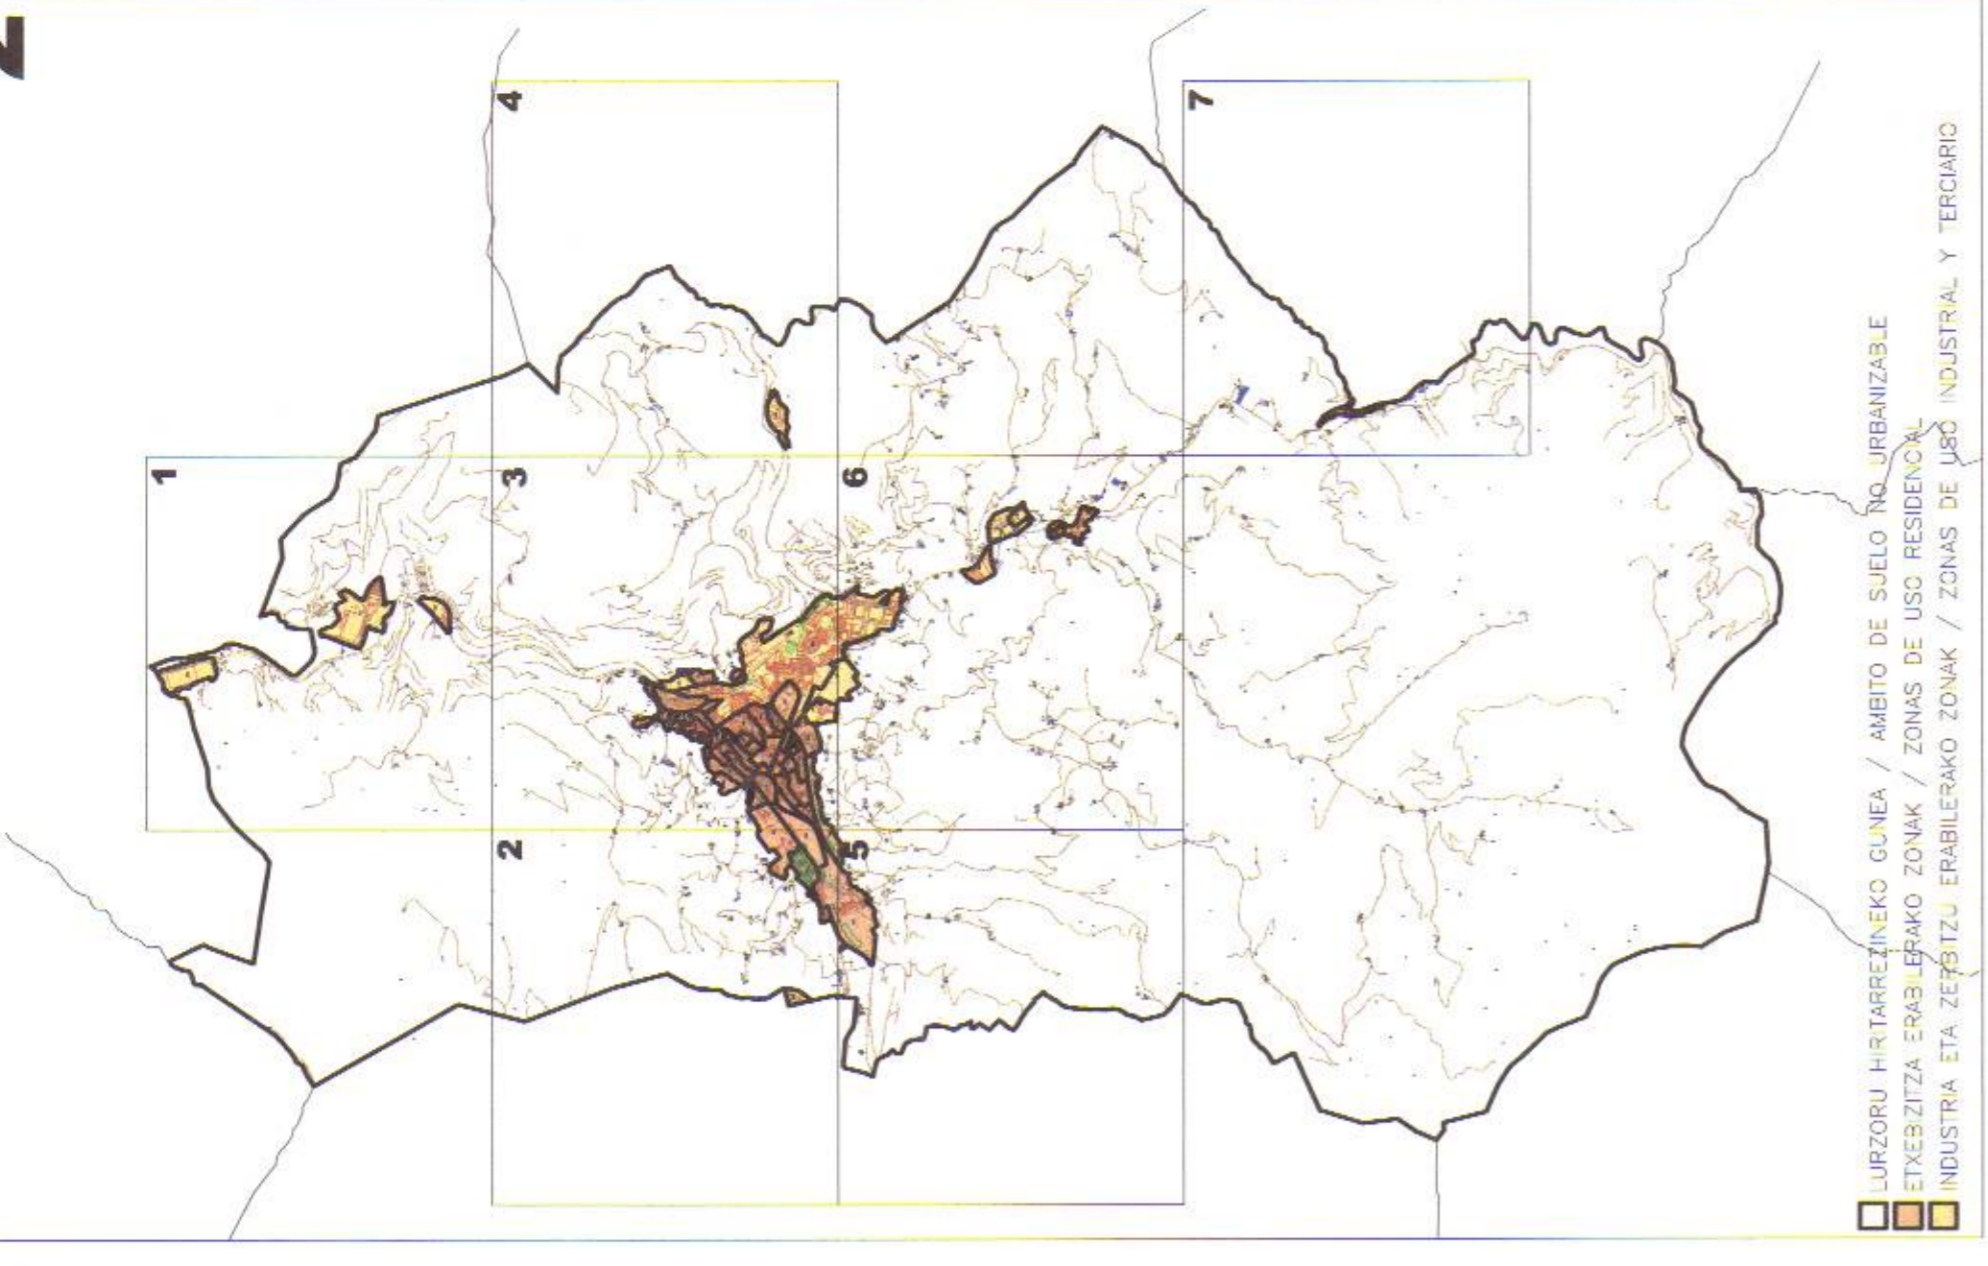 1
2
3
4
5
6
7
LURZORU HIRITARREZINEKO GUNEA / AMBITO DE SUELO NO URBANIZABLE
ETXEBIZITZA ERABILERAKO ZONAK / ZONAS DE USO RESIDENCIAL
INDUSTRIA ETA ZERBITZU ERABILERAKO ZONAK / ZONAS DE USO INDUSTRIAL Y TERCIARIO